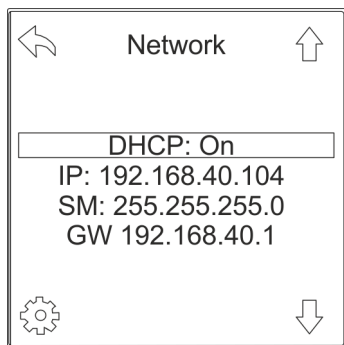 Network
DHCP: On
IP: 192.168.40.104
SM: 255.255.255.0
GW 192.168.40.1